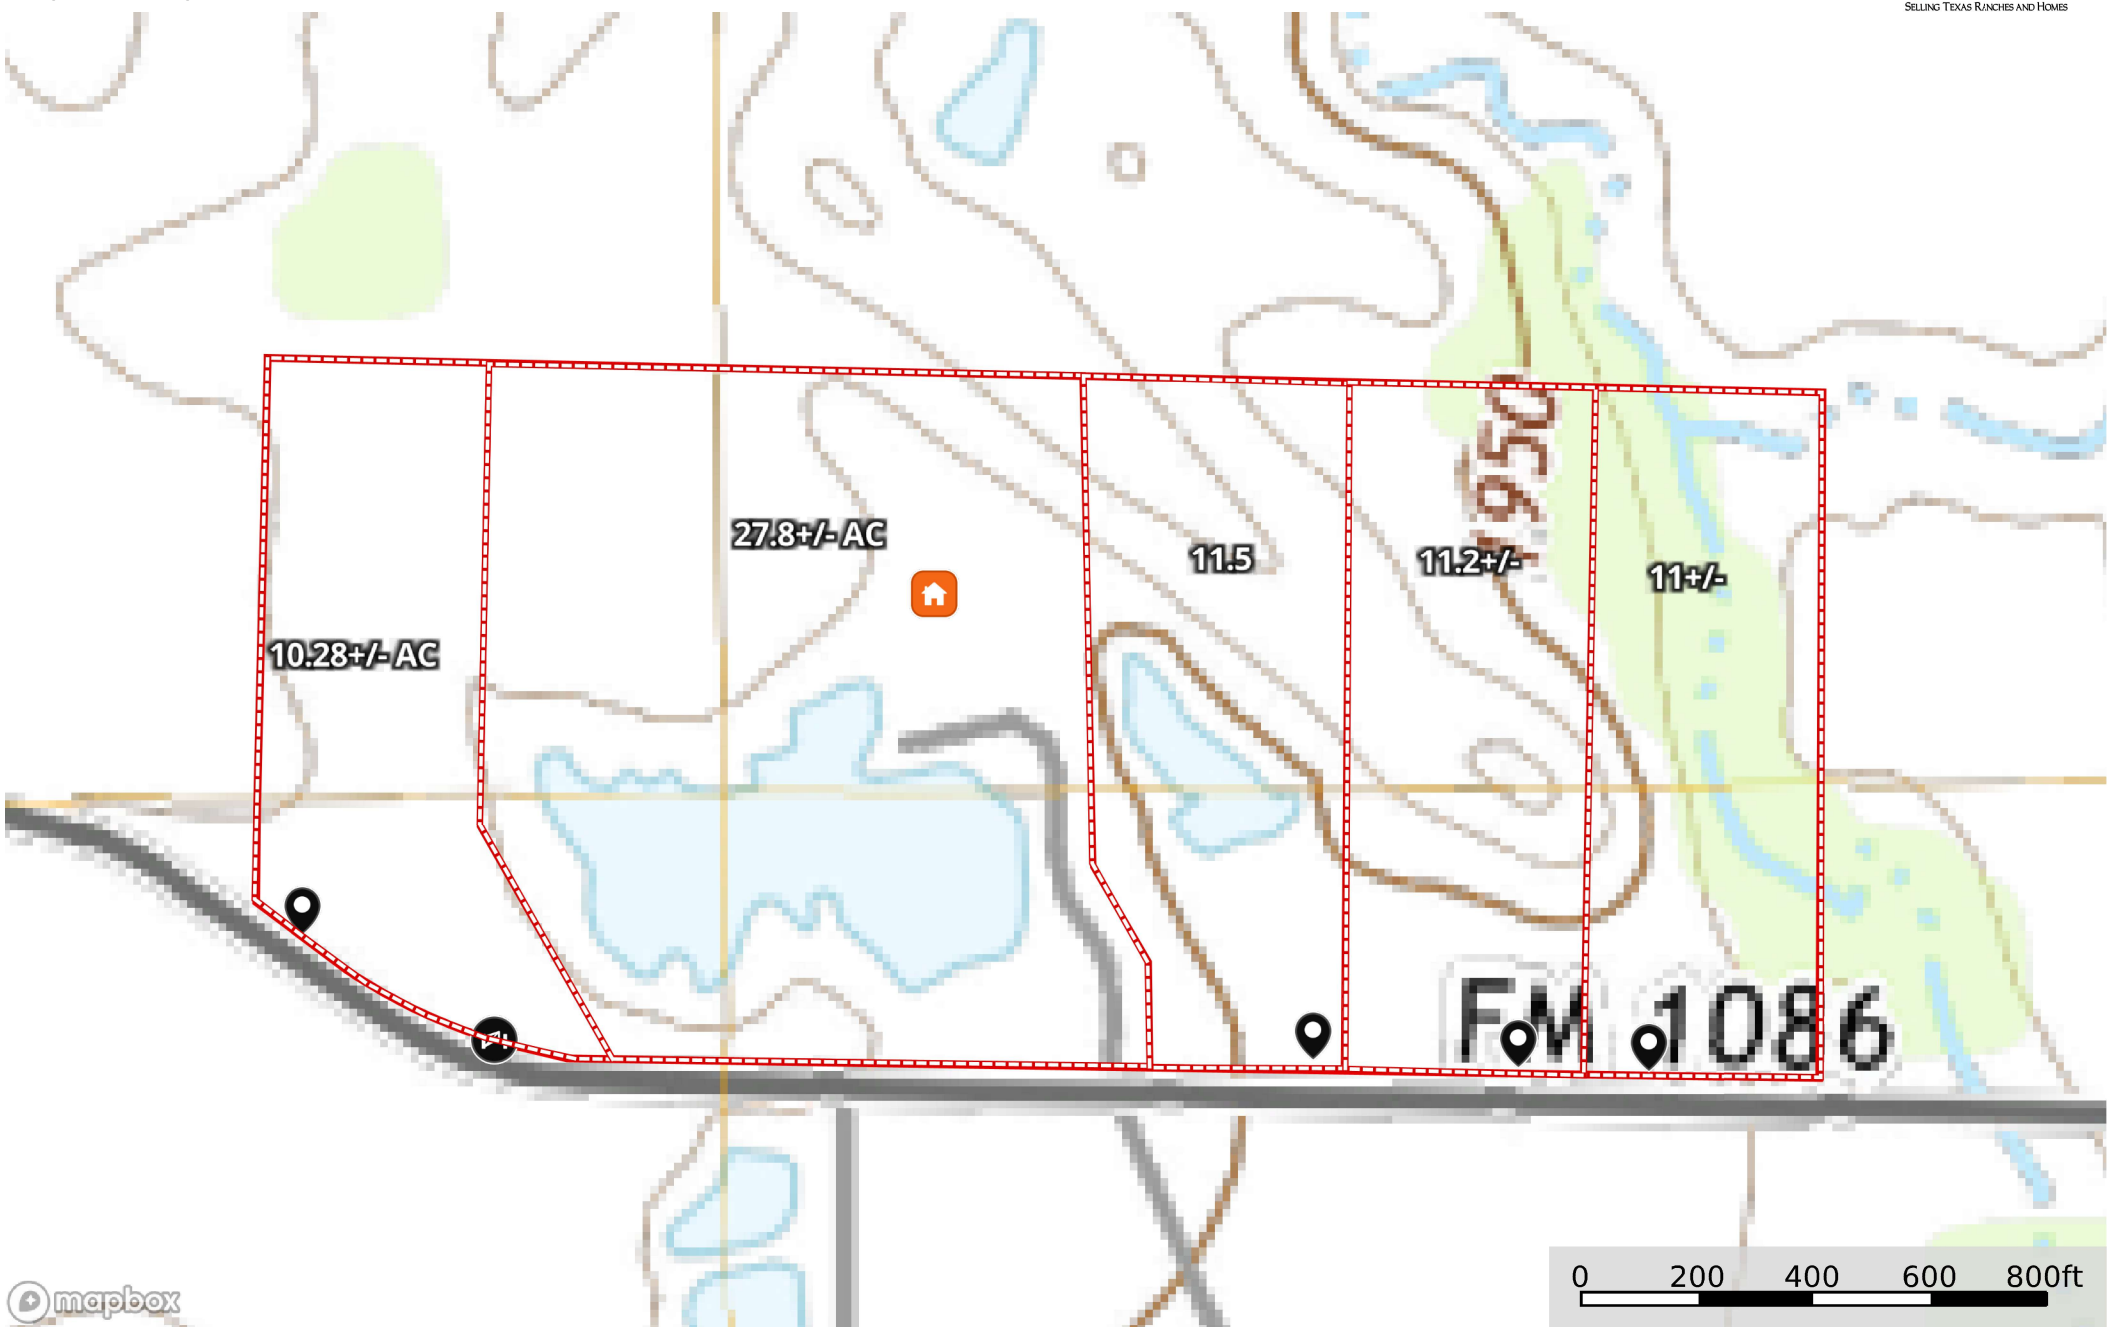 SELLING TEXAS RANCHES AND HOMES
1950
27.8+/- AC
11.5
11.2+/-
11+/-
10.28+/- AC
FM 1086
0 200 400 600 800ft
mapbox